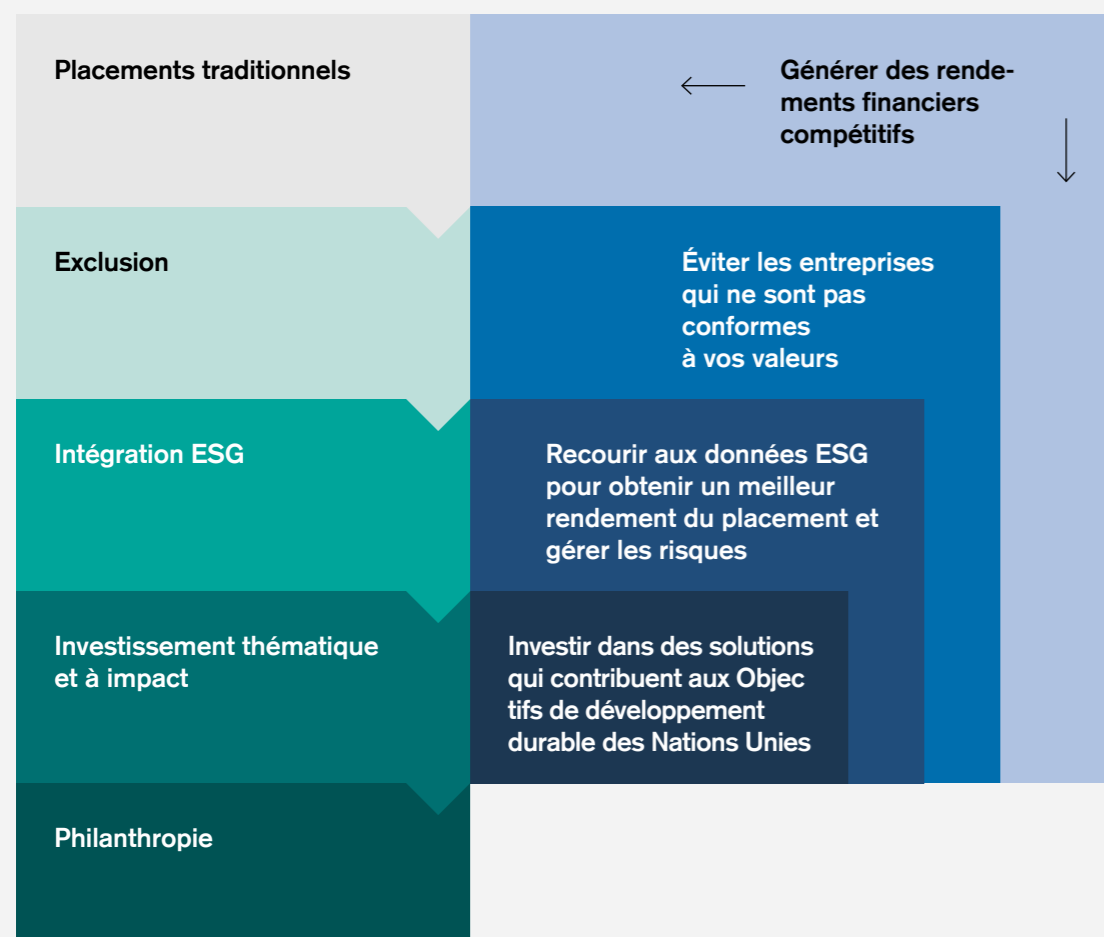 Placements traditionnels
Générer des rende-
ments financiers
compétitifs
Exclusion
Éviter les entreprises
qui ne sont pas
conformes
à vos valeurs
Intégration ESG
Recourir aux données ESG
pour obtenir un meilleur
rendement du placement et
gérer les risques
Investissement thématique
et à impact
Investir dans des solutions
qui contribuent aux Objec
tifs de développement
durable des Nations Unies
Philanthropie